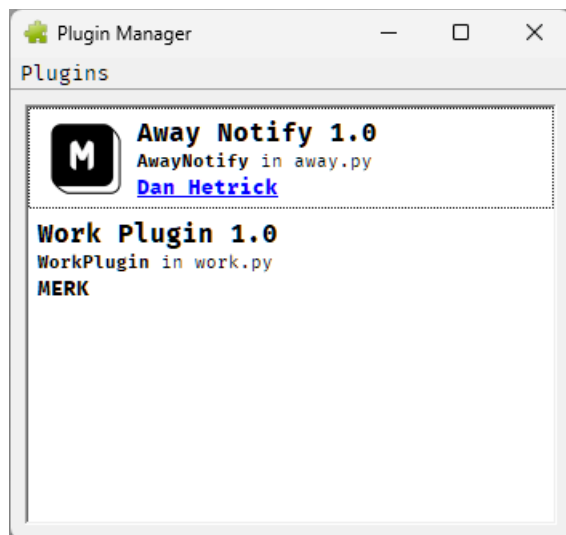 Plugin Manager
Plugins
M
Away Notify 1.0
AwayNotify in away.py
Dan Hetrick
Work Plugin 1.0
WorkPlugin in work.py
MERK